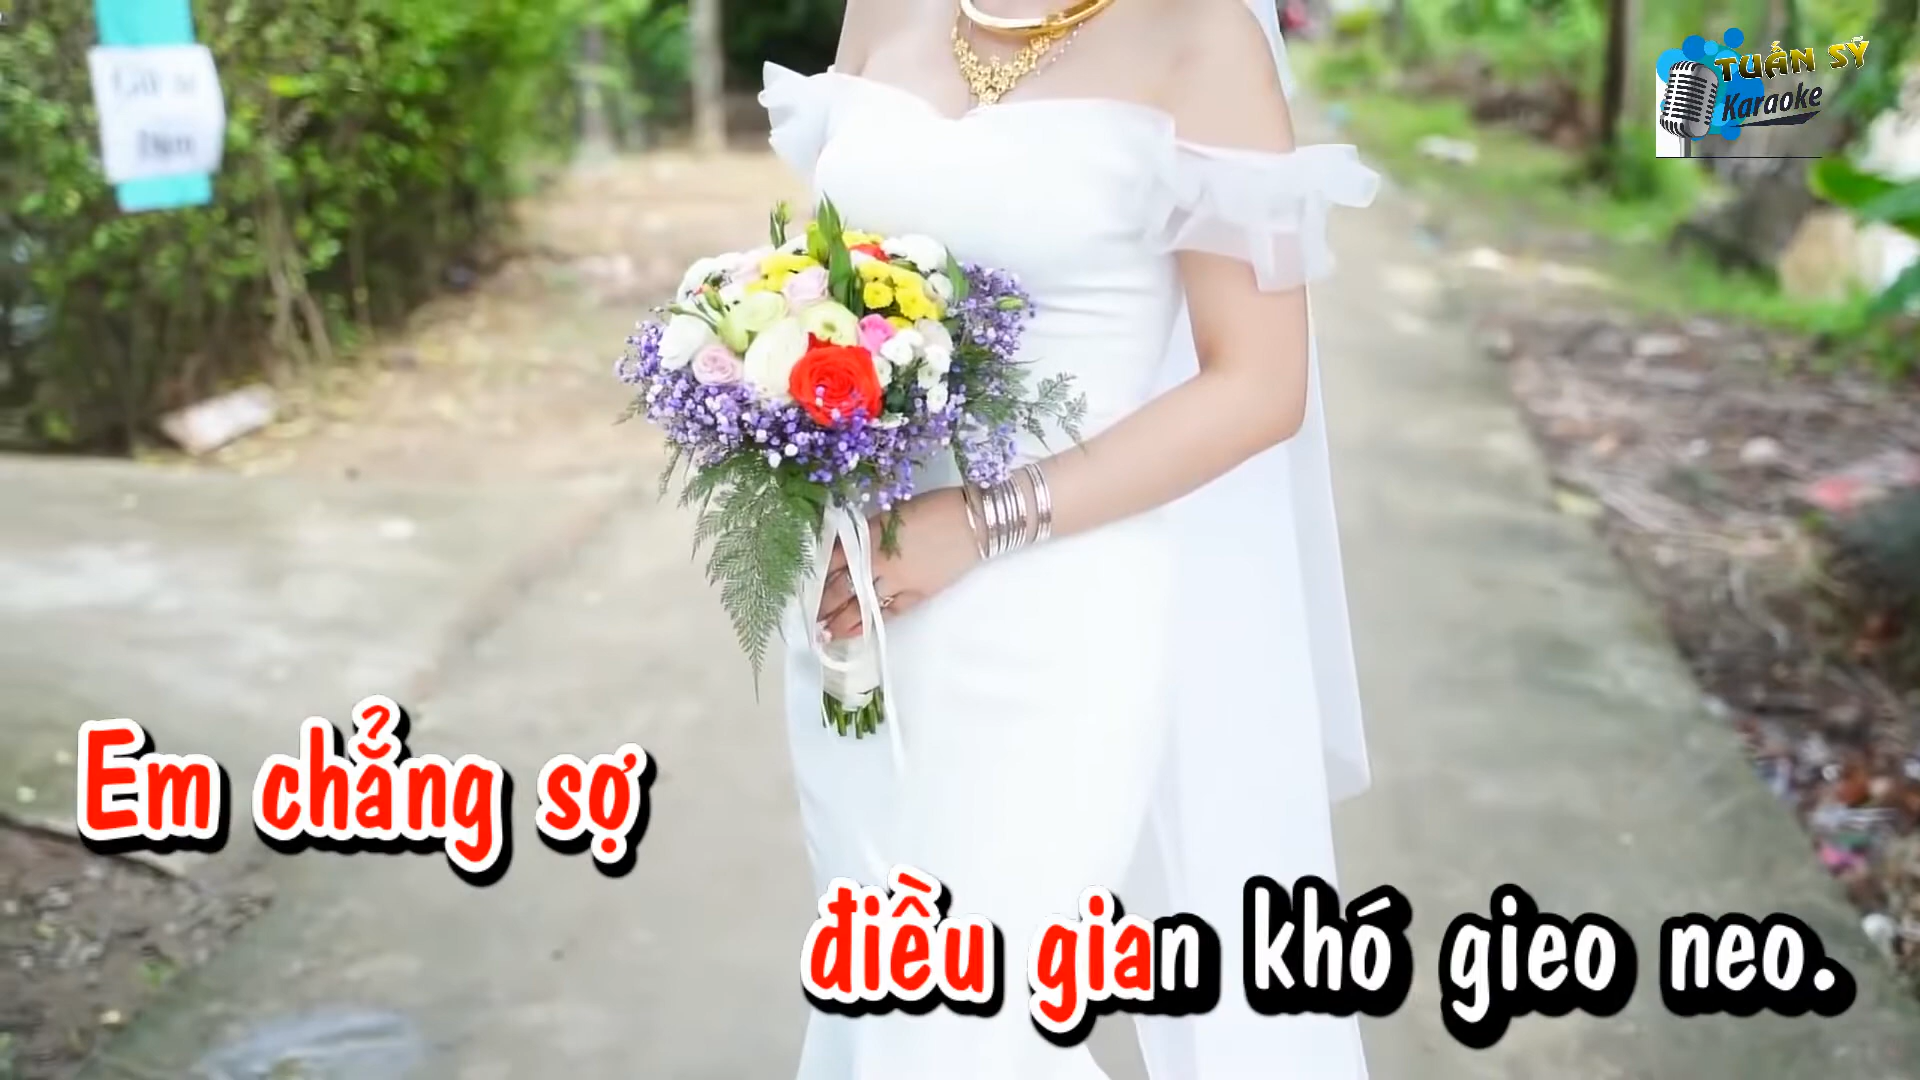 TUẤN SỸ
Karaoke
Em chẳng sợ
điều gian khó gieo neo.